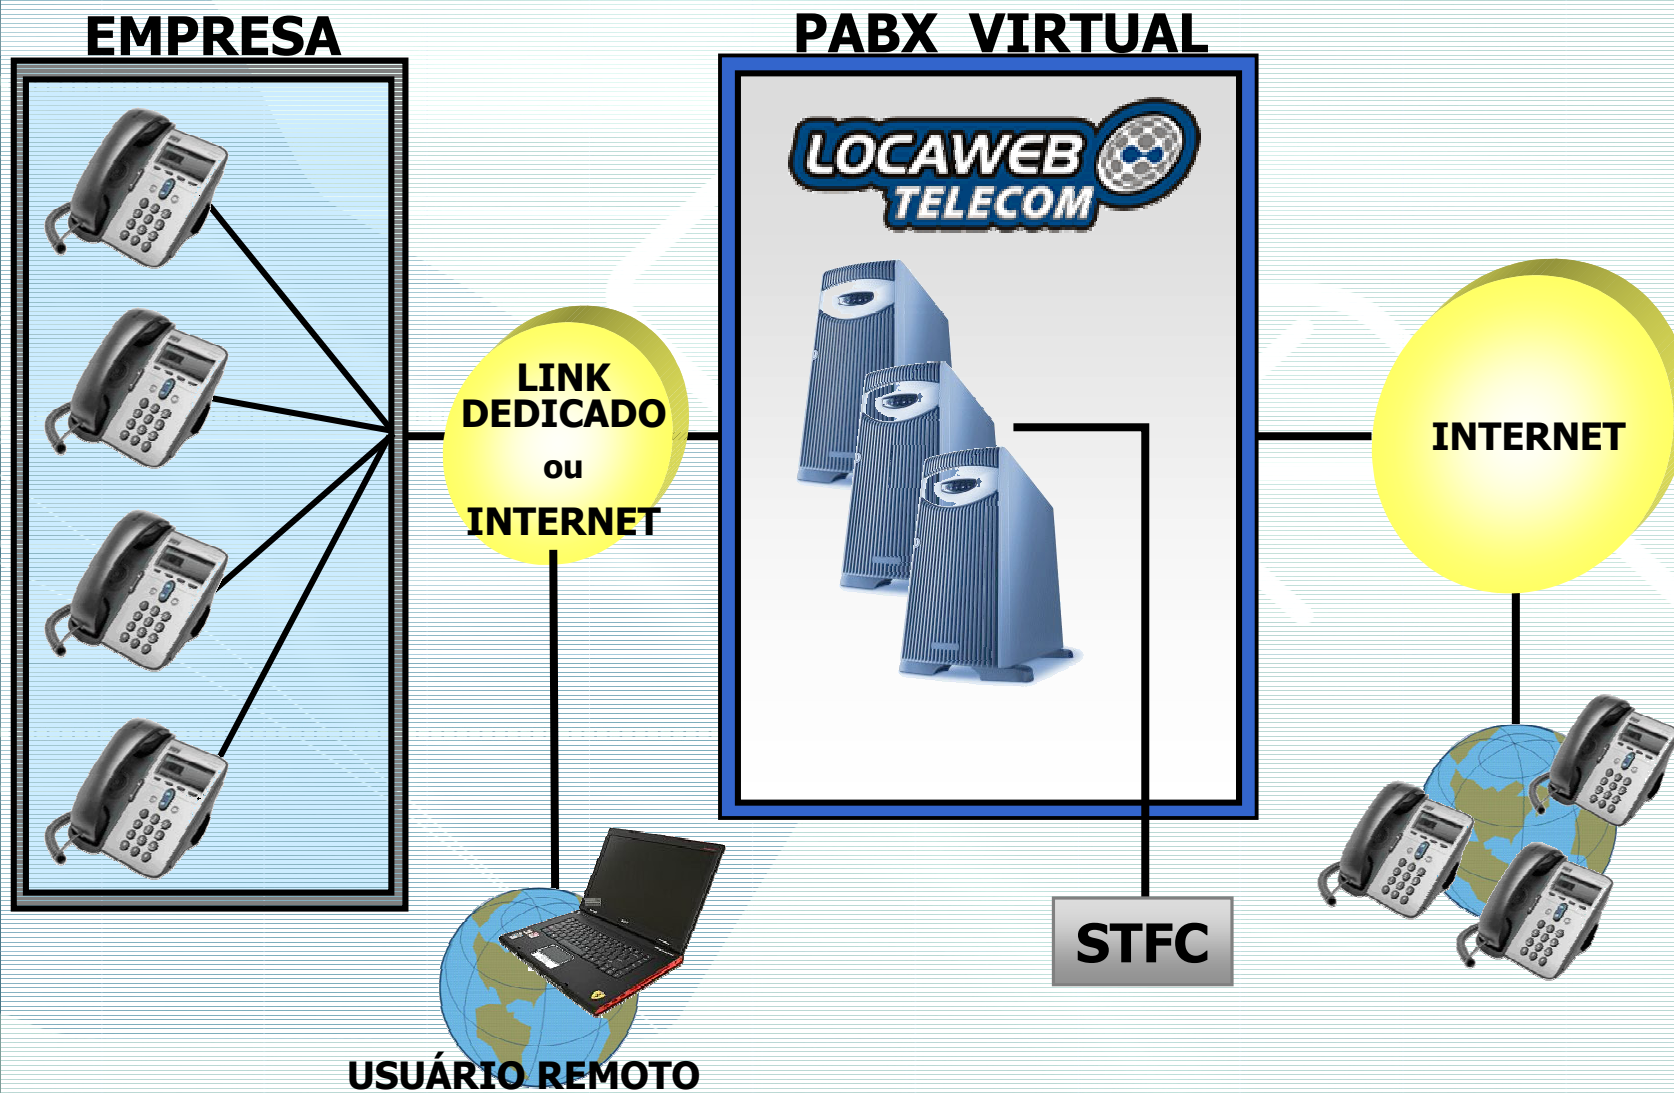 EMPRESA
PABX VIRTUAL
LOCAWEB
TELECOM
LINK
DEDICADO
ou
INTERNET
INTERNET
STFC
USUÁRIO REMOTO